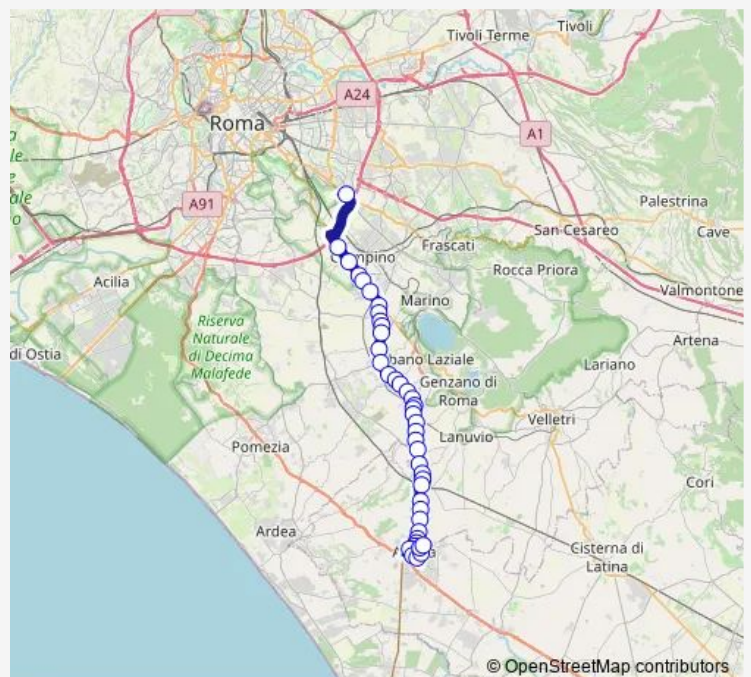 Tivoli
Tivoli Terme
A24
Roma
A1
A91
Palestrina
San Cesareo
Cave
Frascati
Acilia
Rocca Priora
Valmontone
Marino
Riserva
Naturale
di Decima
Malafede
di Ostia
Artena
Lariano
Genzano di
Roma
Velletri
Lanuvio
Pomezia
Cori
Ardea
Cisterna di
Latina
© OpenStreetMap contributors